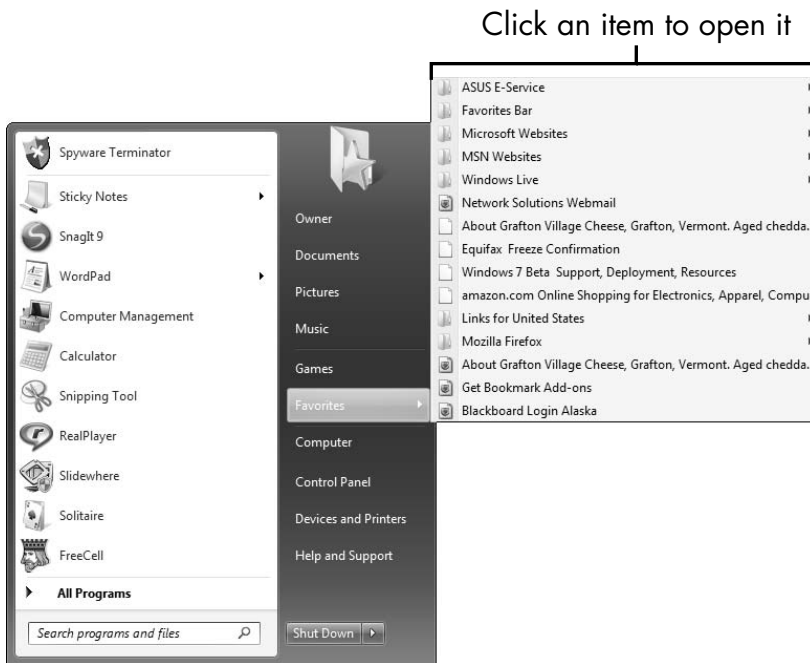 Click an item to open it
ASUS E-Service
Favorites Bar
Microsoft Websites
MSN Websites
Windows Live
Network Solutions Webmail
About Grafton Village Cheese, Grafton, Vermont. Aged chedda.
Equifax Freeze Confirmation
Windows 7 Beta Support, Deployment, Resources
amazon.com Online Shopping for Electronics, Apparel, Compu
Links for United States
Mozilla Firefox
About Grafton Village Cheese, Grafton, Vermont. Aged chedda.
Get Bookmark Add-ons
Blackboard Login Alaska
Spyware Terminator
Sticky Notes
SnagIt 9
WordPad
Computer Management
Calculator
Snipping Tool
RealPlayer
Slidewhere
Solitaire
FreeCell
All Programs
Search programs and files
Owner
Documents
Pictures
Music
Games
Favorites
Computer
Control Panel
Devices and Printers
Help and Support
Shut Down